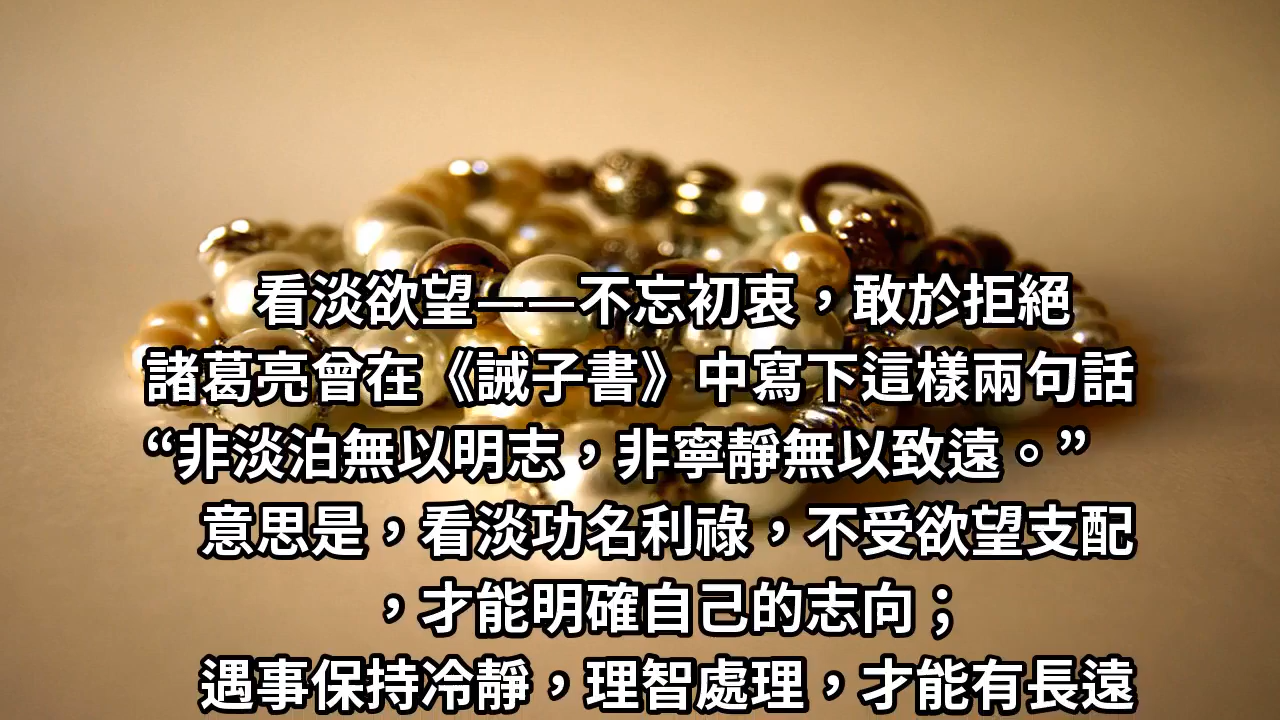 看淡欲望——不忘初衷，敢於拒絕
諸葛亮曾在《誡子書》中寫下這樣兩句話
“非淡泊無以明志，非寧靜無以致遠。”
意思是，看淡功名利祿，不受欲望支配
，才能明確自己的志向；
遇事保持冷靜，理智處理，才能有長遠